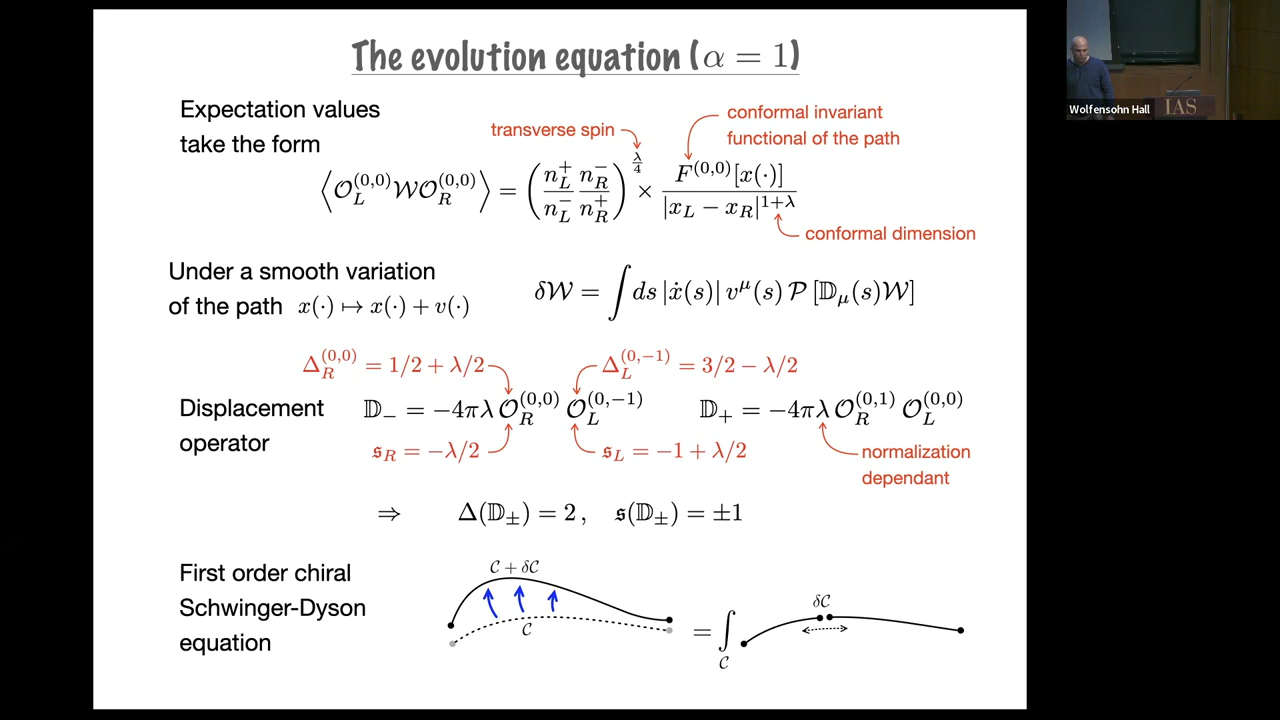 The evolution equation (α = 1)
Expectation values
take the form
transverse spin
conformal invariant
functional of the path
⟨O_L^{(0,0)} W O_R^{(0,0)}⟩ = (n_L^+ n_R^- / n_L^- n_R^+)^{λ/4} × F^{(0,0)}[x(·)] / |x_L − x_R|^{1+λ}
conformal dimension
Under a smooth variation
of the path x(·) ↦ x(·) + v(·)
δW = ∫ ds |ẋ(s)| v^μ(s) P [𝔻_μ(s)W]
Δ_R^{(0,0)} = 1/2 + λ/2
Δ_L^{(0,−1)} = 3/2 − λ/2
Displacement
operator
𝔻_− = −4πλ O_R^{(0,0)} O_L^{(0,−1)}
𝔻_+ = −4πλ O_R^{(0,1)} O_L^{(0,0)}
𝔰_R = −λ/2
𝔰_L = −1 + λ/2
normalization
dependant
⇒ Δ(𝔻_±) = 2 , 𝔰(𝔻_±) = ±1
First order chiral
Schwinger-Dyson
equation
C + δC
C
= ∫_C
δC
Wolfensohn Hall
IAS